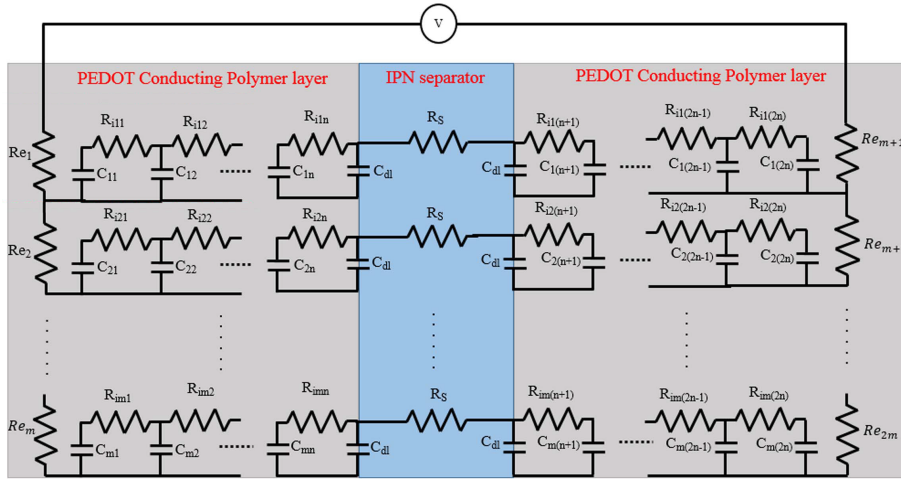 V
PEDOT Conducting Polymer layer IPN separator PEDOT Conducting Polymer layer
Ri11 Ri12 Ri1n RS Ri1(n+1) Ri1(2n-1) Ri1(2n)
Re1 C11 C12 C1n Cdl Cdl C1(n+1) C1(2n-1) C1(2n) Rem+1
Ri21 Ri22 Ri2n RS Ri2(n+1) Ri2(2n-1) Ri2(2n)
Re2 C21 C22 C2n Cdl Cdl C2(n+1) C2(2n-1) C2(2n) Rem+
Rim1 Rim2 Rimn RS Rim(n+1) Rim(2n-1) Rim(2n)
Rem Cm1 Cm2 Cmn Cdl Cdl Cm(n+1) Cm(2n-1) Cm(2n) Re2m